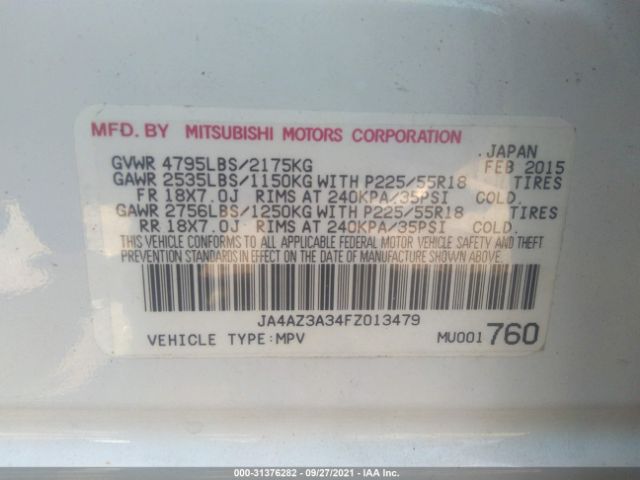 MFD. BY MITSUBISHI MOTORS CORPORATION
JAPAN
GVWR 4795LBS/2175KG FEB 2015
GAWR 2535LBS/1150KG WITH P225/55R18 TIRES
FR 18X7.0J RIMS AT 240KPA/35PSI COLD.
GAWR 2756LBS/1250KG WITH P225/55R18 TIRES
RR 18X7.0J RIMS AT 240KPA/35PSI COLD.
THIS VEHICLE CONFORMS TO ALL APPLICABLE FEDERAL MOTOR VEHICLE SAFETY AND THEFT
PREVENTION STANDARDS IN EFFECT ON THE DATE OF MANUFACTURE SHOWN ABOVE.
JA4AZ3A34FZ013479
VEHICLE TYPE:MPV MU001760
000-31376282 - 09/27/2021 - IAA Inc.